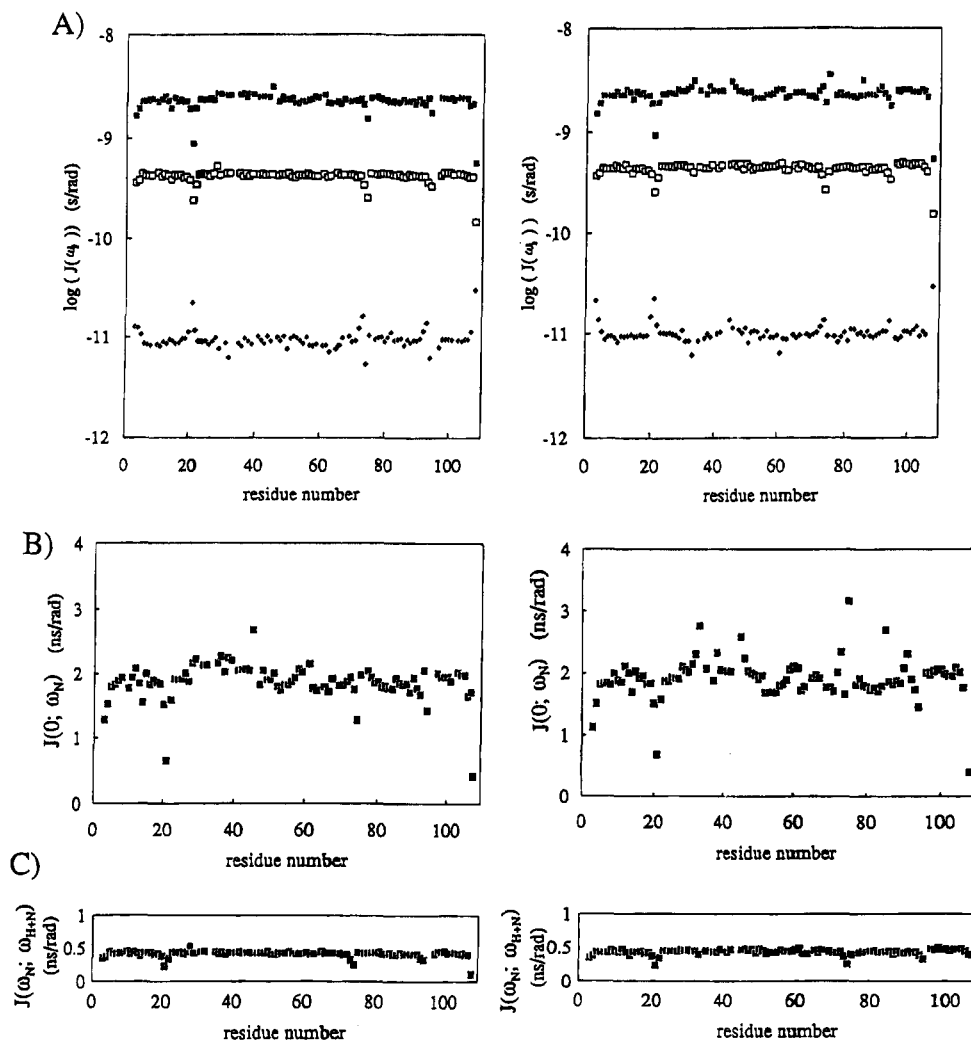 A)
-8
-9
-10
-11
-12
log ( J(ω) ) (s/rad)
0 20 40 60 80 100
residue number
-8
-9
-10
-11
-12
log ( J(ω) ) (s/rad)
0 20 40 60 80 100
residue number
B)
4
3
2
1
0
J(0; ωN) (ns/rad)
0 20 40 60 80 100
residue number
4
3
2
1
0
J(0; ωN) (ns/rad)
0 20 40 60 80 100
residue number
C)
1
0.5
0
J(ωN; ωH+N)
(ns/rad)
0 20 40 60 80 100
residue number
1
0.5
0
J(ωN; ωH+N)
(ns/rad)
0 20 40 60 80 100
residue number